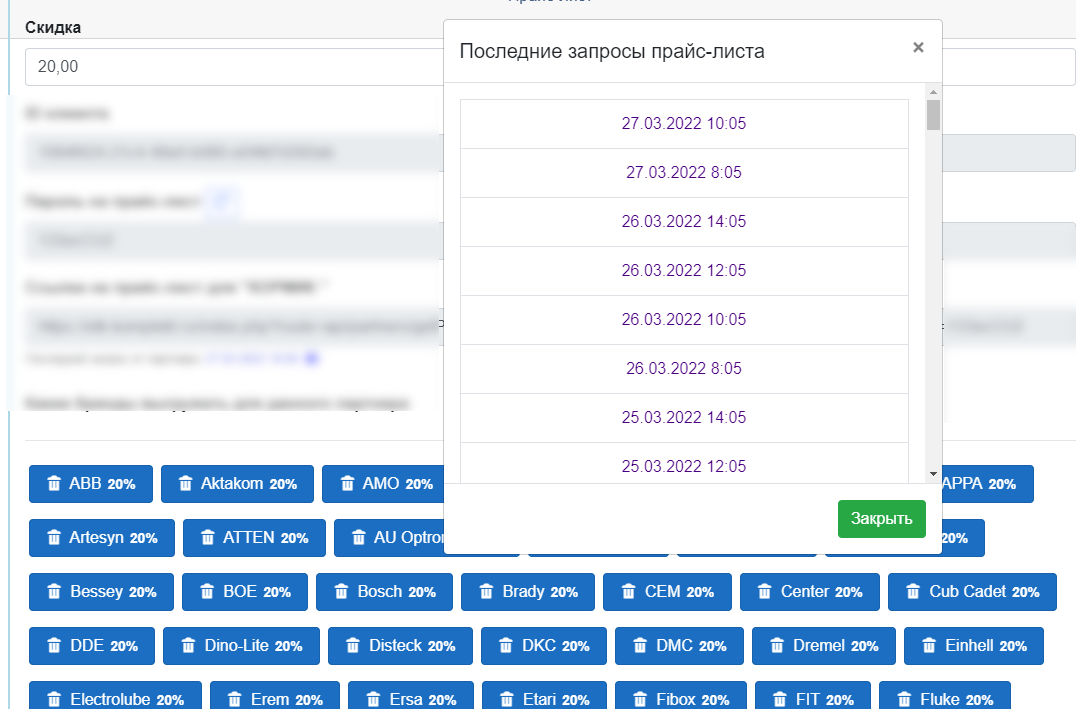 Скидка
20,00
Последние запросы прайс-листа
×
27.03.2022 10:05
27.03.2022 8:05
26.03.2022 14:05
26.03.2022 12:05
26.03.2022 10:05
26.03.2022 8:05
25.03.2022 14:05
25.03.2022 12:05
Закрыть
ABB 20% Aktakom 20% AMO 20% APPA 20%
Artesyn 20% ATTEN 20% AU 20%
Bessey 20% BOE 20% Bosch 20% Brady 20% CEM 20% Center 20% Cub Cadet 20%
DDE 20% Dino-Lite 20% Disteck 20% DKC 20% DMC 20% Dremel 20% Einhell 20%
Electrolube 20% Erem 20% Ersa 20% Etari 20% Fibox 20% FIT 20% Fluke 20%